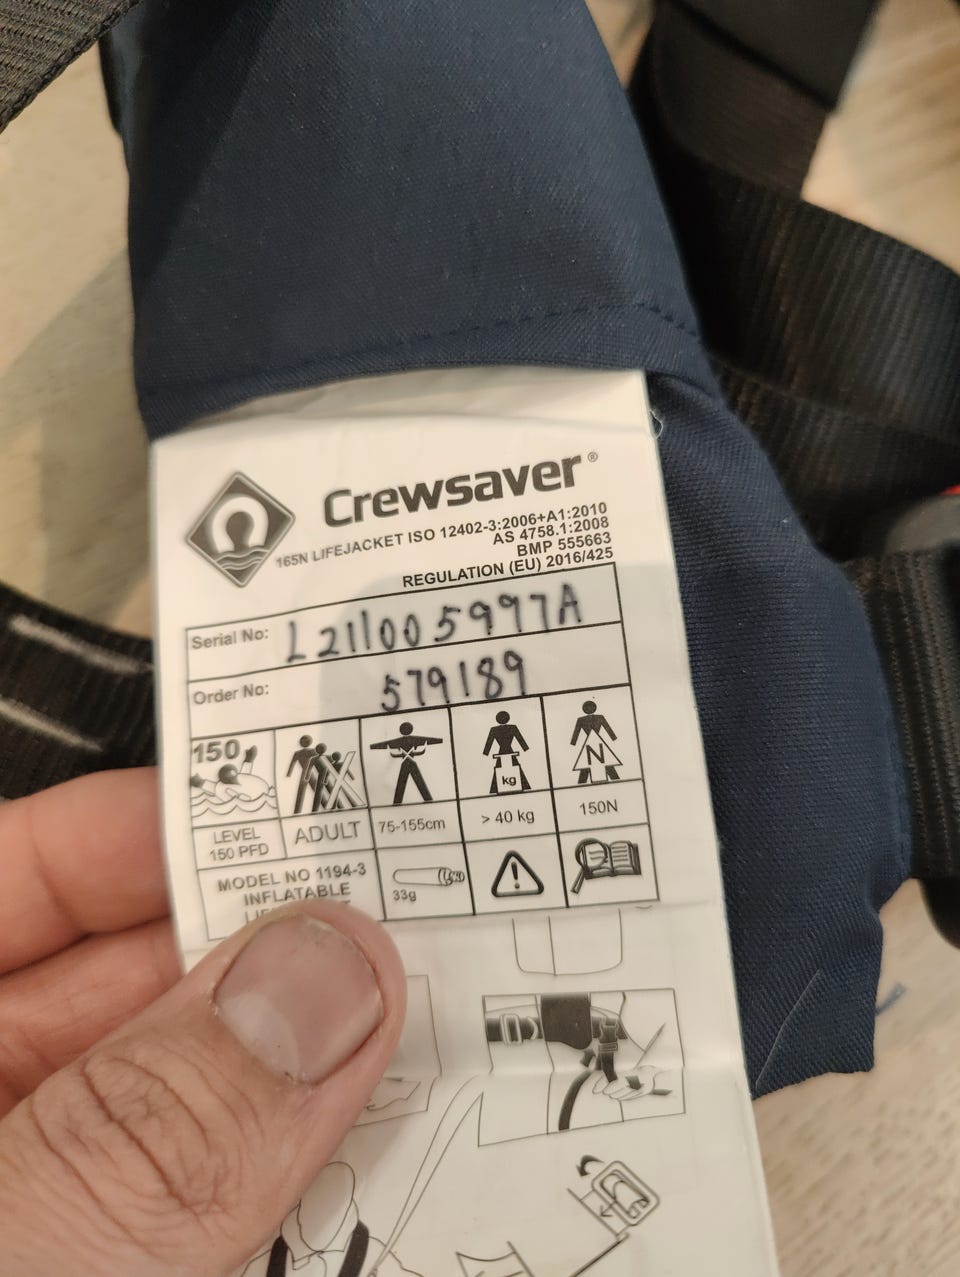 Crewsaver®
165N LIFEJACKET ISO 12402-3:2006+A1:2010
AS 4758.1:2008
BMP 555663
REGULATION (EU) 2016/425
Serial No: L211005997A
Order No: 579189
150
kg
N
LEVEL
150 PFD
ADULT
75-155cm
> 40 kg
150N
MODEL NO 1194-3
INFLATABLE
33g